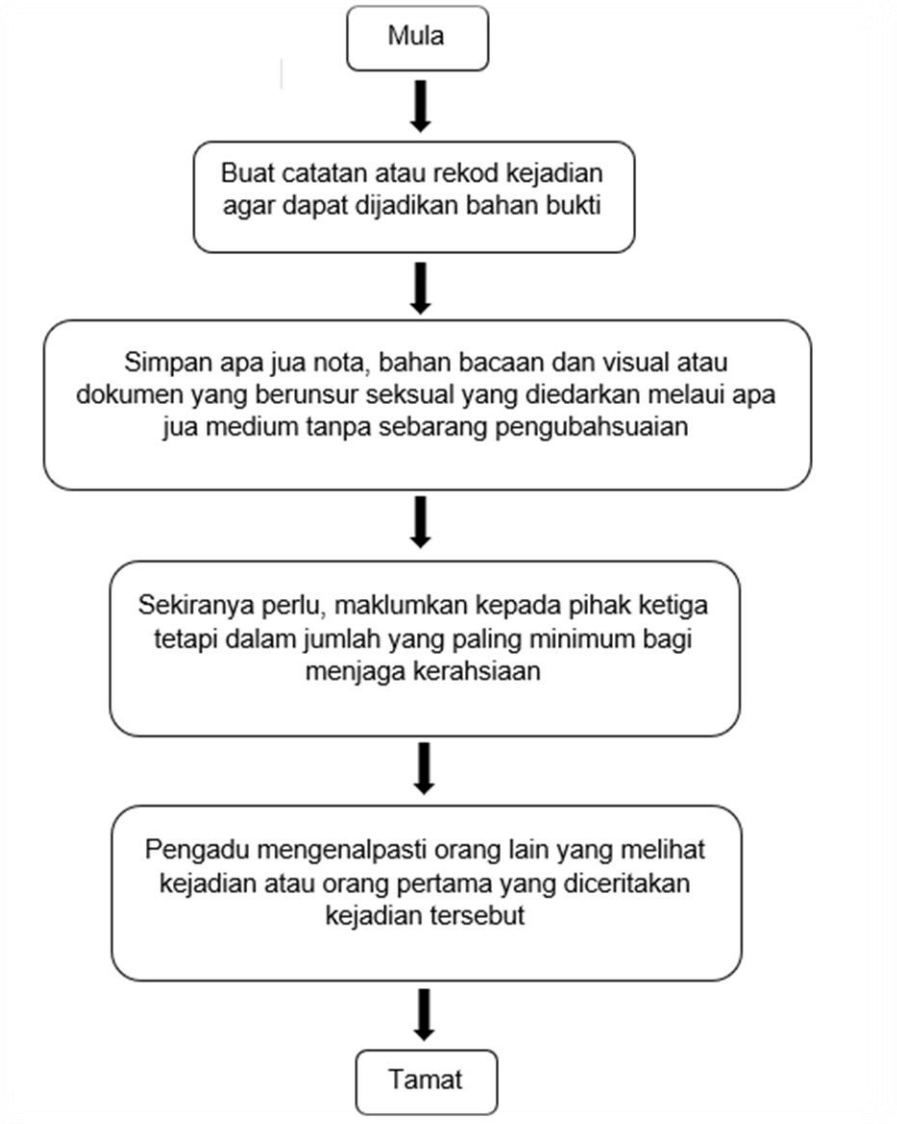 Mula
Buat catatan atau rekod kejadian
agar dapat dijadikan bahan bukti
Simpan apa jua nota, bahan bacaan dan visual atau
dokumen yang berunsur seksual yang diedarkan melaui apa
jua medium tanpa sebarang pengubahsuaian
Sekiranya perlu, maklumkan kepada pihak ketiga
tetapi dalam jumlah yang paling minimum bagi
menjaga kerahsiaan
Pengadu mengenalpasti orang lain yang melihat
kejadian atau orang pertama yang diceritakan
kejadian tersebut
Tamat